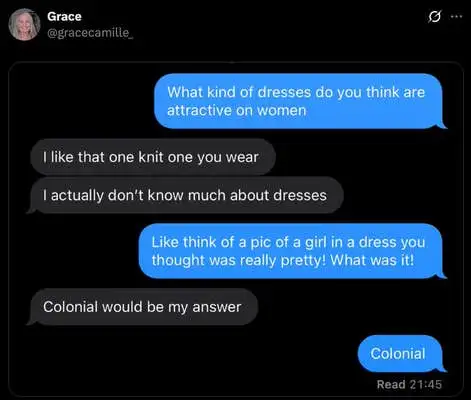 Grace
@gracecamille_
What kind of dresses do you think are
attractive on women
I like that one knit one you wear
I actually don't know much about dresses
Like think of a pic of a girl in a dress you
thought was really pretty! What was it!
Colonial would be my answer
Colonial
Read 21:45